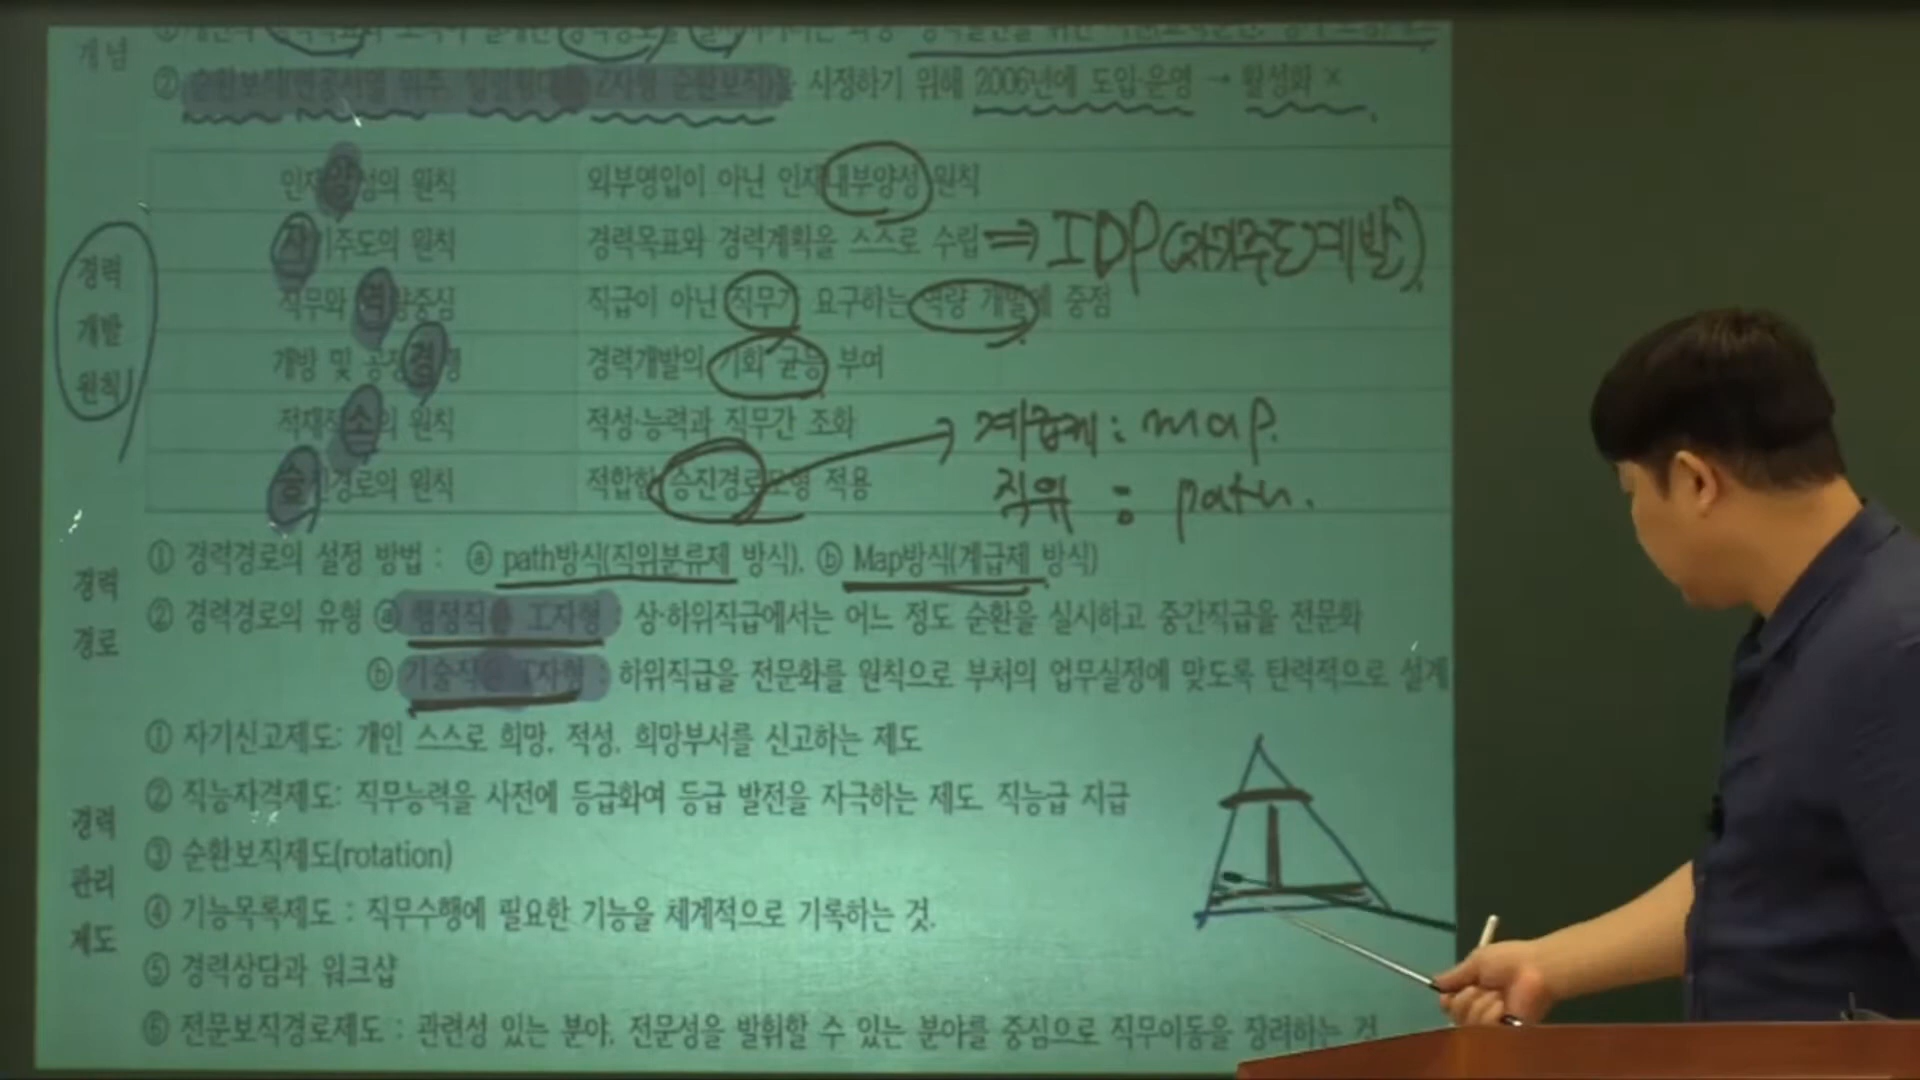 개념
② 순환보직(연공서열 위주, Z자형 순환보직)을 시정하기 위해 2006년에 도입·운영 → 활성화 ×
인재양성의 원칙 외부영입이 아닌 인재내부양성 원칙
자기주도의 원칙 경력목표와 경력계획을 스스로 수립 ⇒ IDP(자기주도계발)
직무와 역량중심 직급이 아닌 직무가 요구하는 역량 개발에 중점
경력 개발 원칙
개방 및 공정경쟁 경력개발의 기회 균등 부여
적재적소의 원칙 적성·능력과 직무간 조화
계급제 : map.
승진경로의 원칙 적합한 승진경로모형 적용
직위 : path.
경력 경로
① 경력경로의 설정 방법 : ⓐ path방식(직위분류제 방식), ⓑ Map방식(계급제 방식)
② 경력경로의 유형 ⓐ 행정직은 工자형 상·하위직급에서는 어느 정도 순환을 실시하고 중간직급을 전문화
ⓑ 기술직은 T자형 : 하위직급을 전문화를 원칙으로 부처의 업무실정에 맞도록 탄력적으로 설계
경력 관리 제도
① 자기신고제도: 개인 스스로 희망, 적성, 희망부서를 신고하는 제도
② 직능자격제도: 직무능력을 사전에 등급화여 등급 발전을 자극하는 제도. 직능급 지급
③ 순환보직제도(rotation)
④ 기능목록제도 : 직무수행에 필요한 기능을 체계적으로 기록하는 것.
⑤ 경력상담과 워크샵
⑥ 전문보직경로제도 : 관련성 있는 분야, 전문성을 발휘할 수 있는 분야를 중심으로 직무이동을 장려하는 것